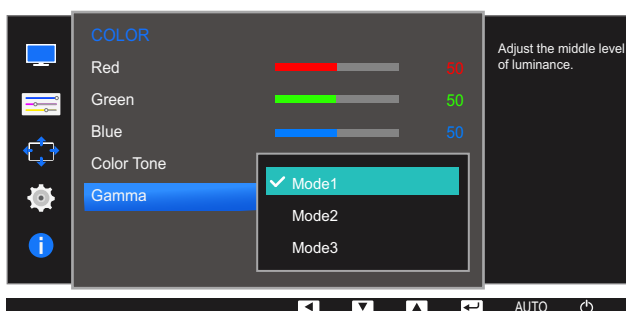 COLOR
Red 50
Green 50
Blue 50
Color Tone
Gamma
Mode1
Mode2
Mode3
Adjust the middle level
of luminance.
AUTO